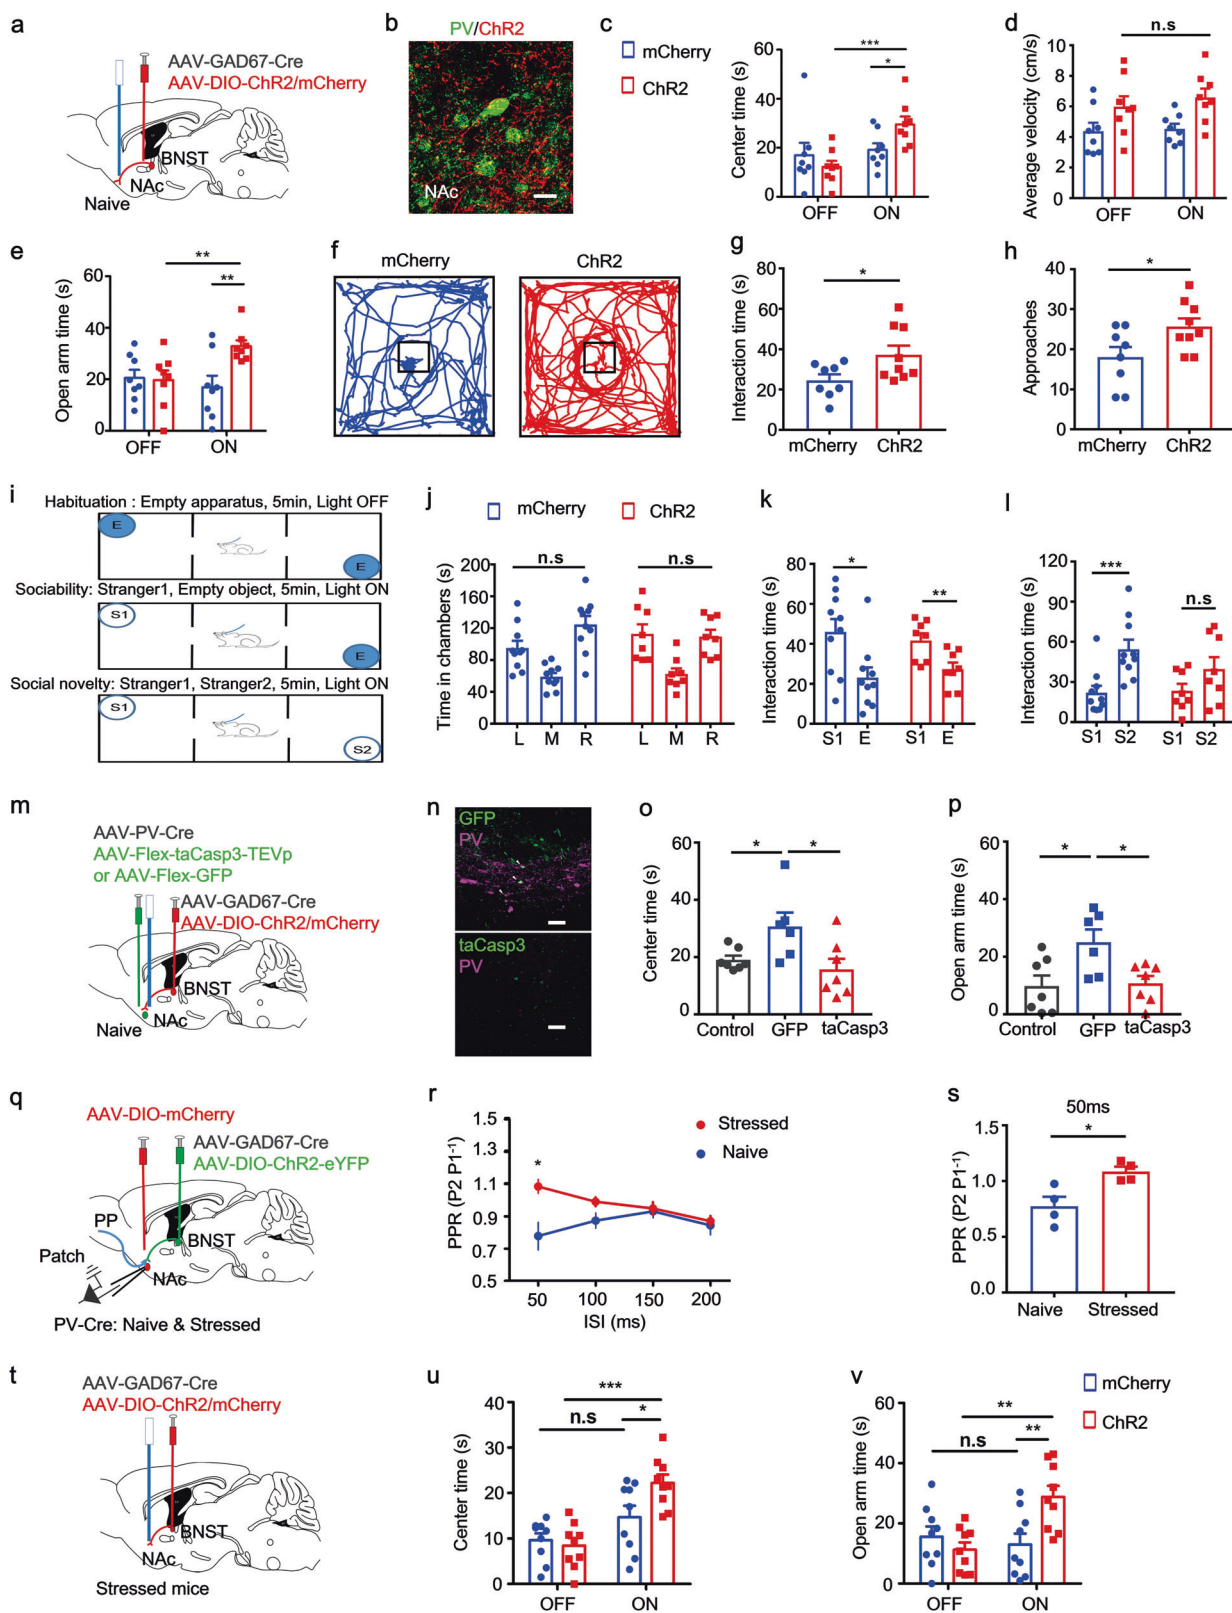 a
AAV-GAD67-Cre
AAV-DIO-ChR2/mCherry
BNST
NAc
Naive
b
PV/ChR2
NAc
c
mCherry
ChR2
Center time (s)
60
40
20
0
***
*
OFF
ON
d
Average velocity (cm/s)
10
8
6
4
2
0
n.s
OFF
ON
e
Open arm time (s)
60
40
20
0
**
**
OFF
ON
f
mCherry
ChR2
g
Interaction time (s)
80
60
40
20
0
*
mCherry
ChR2
h
Approaches
40
30
20
10
0
*
mCherry
ChR2
i
Habituation : Empty apparatus, 5min, Light OFF
E
E
Sociability: Stranger1, Empty object, 5min, Light ON
S1
E
Social novelty: Stranger1, Stranger2, 5min, Light ON
S1
S2
j
mCherry
ChR2
Time in chambers (s)
200
160
120
80
40
0
n.s
n.s
L M R L M R
k
Interaction time (s)
80
60
40
20
0
*
**
S1 E S1 E
l
Interaction time (s)
120
90
60
30
0
***
n.s
S1 S2 S1 S2
m
AAV-PV-Cre
AAV-Flex-taCasp3-TEVp
or AAV-Flex-GFP
AAV-GAD67-Cre
AAV-DIO-ChR2/mCherry
BNST
NAc
Naive
n
GFP
PV
taCasp3
PV
o
Center time (s)
60
40
20
0
*
*
Control
GFP
taCasp3
p
Open arm time (s)
60
40
20
0
*
*
Control
GFP
taCasp3
q
AAV-DIO-mCherry
AAV-GAD67-Cre
AAV-DIO-ChR2-eYFP
PP
BNST
Patch
NAc
PV-Cre: Naive & Stressed
r
PPR (P2 P1⁻¹)
1.5
1.3
1.1
0.9
0.7
0.5
*
Stressed
Naive
50 100 150 200
ISI (ms)
s
50ms
PPR (P2 P1⁻¹)
1.5
1.0
0.5
0.0
*
Naive
Stressed
t
AAV-GAD67-Cre
AAV-DIO-ChR2/mCherry
BNST
NAc
Stressed mice
u
Center time (s)
40
30
20
10
0
***
n.s
*
OFF
ON
v
mCherry
ChR2
Open arm time (s)
60
40
20
0
**
n.s
**
OFF
ON